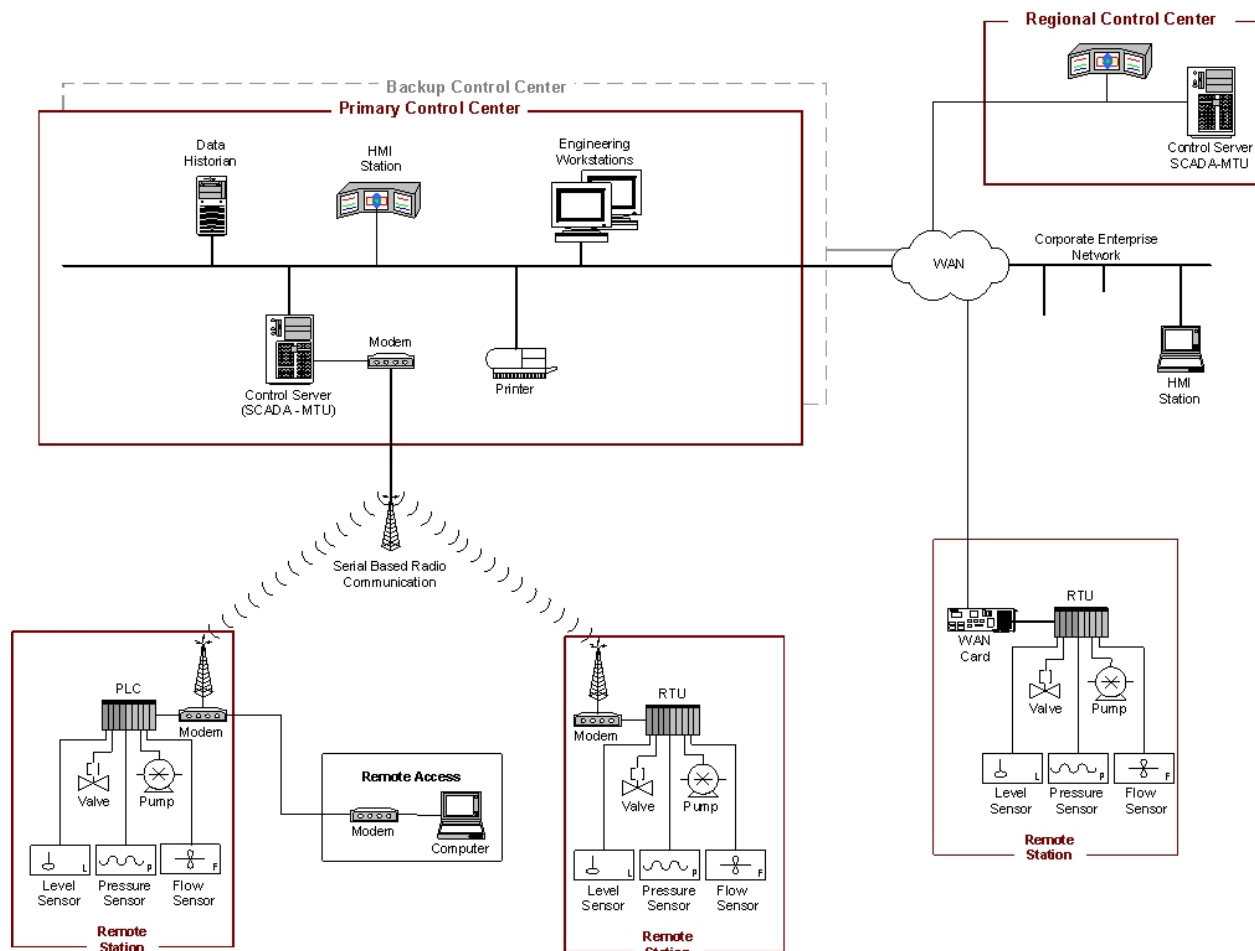 Regional Control Center
Control Server
SCADA-MTU
Backup Control Center
Primary Control Center
Data
Historian
HMI
Station
Engineering
Workstations
Control Server
(SCADA - MTU)
Modem
Printer
WAN
Corporate Enterprise
Network
HMI
Station
Serial Based Radio
Communication
PLC
Modem
Valve
Pump
L
P
F
Level
Sensor
Pressure
Sensor
Flow
Sensor
Remote
Station
Remote Access
Modem
Computer
RTU
Modem
Valve
Pump
L
P
F
Level
Sensor
Pressure
Sensor
Flow
Sensor
Remote
Station
RTU
WAN
Card
Valve
Pump
L
P
F
Level
Sensor
Pressure
Sensor
Flow
Sensor
Remote
Station